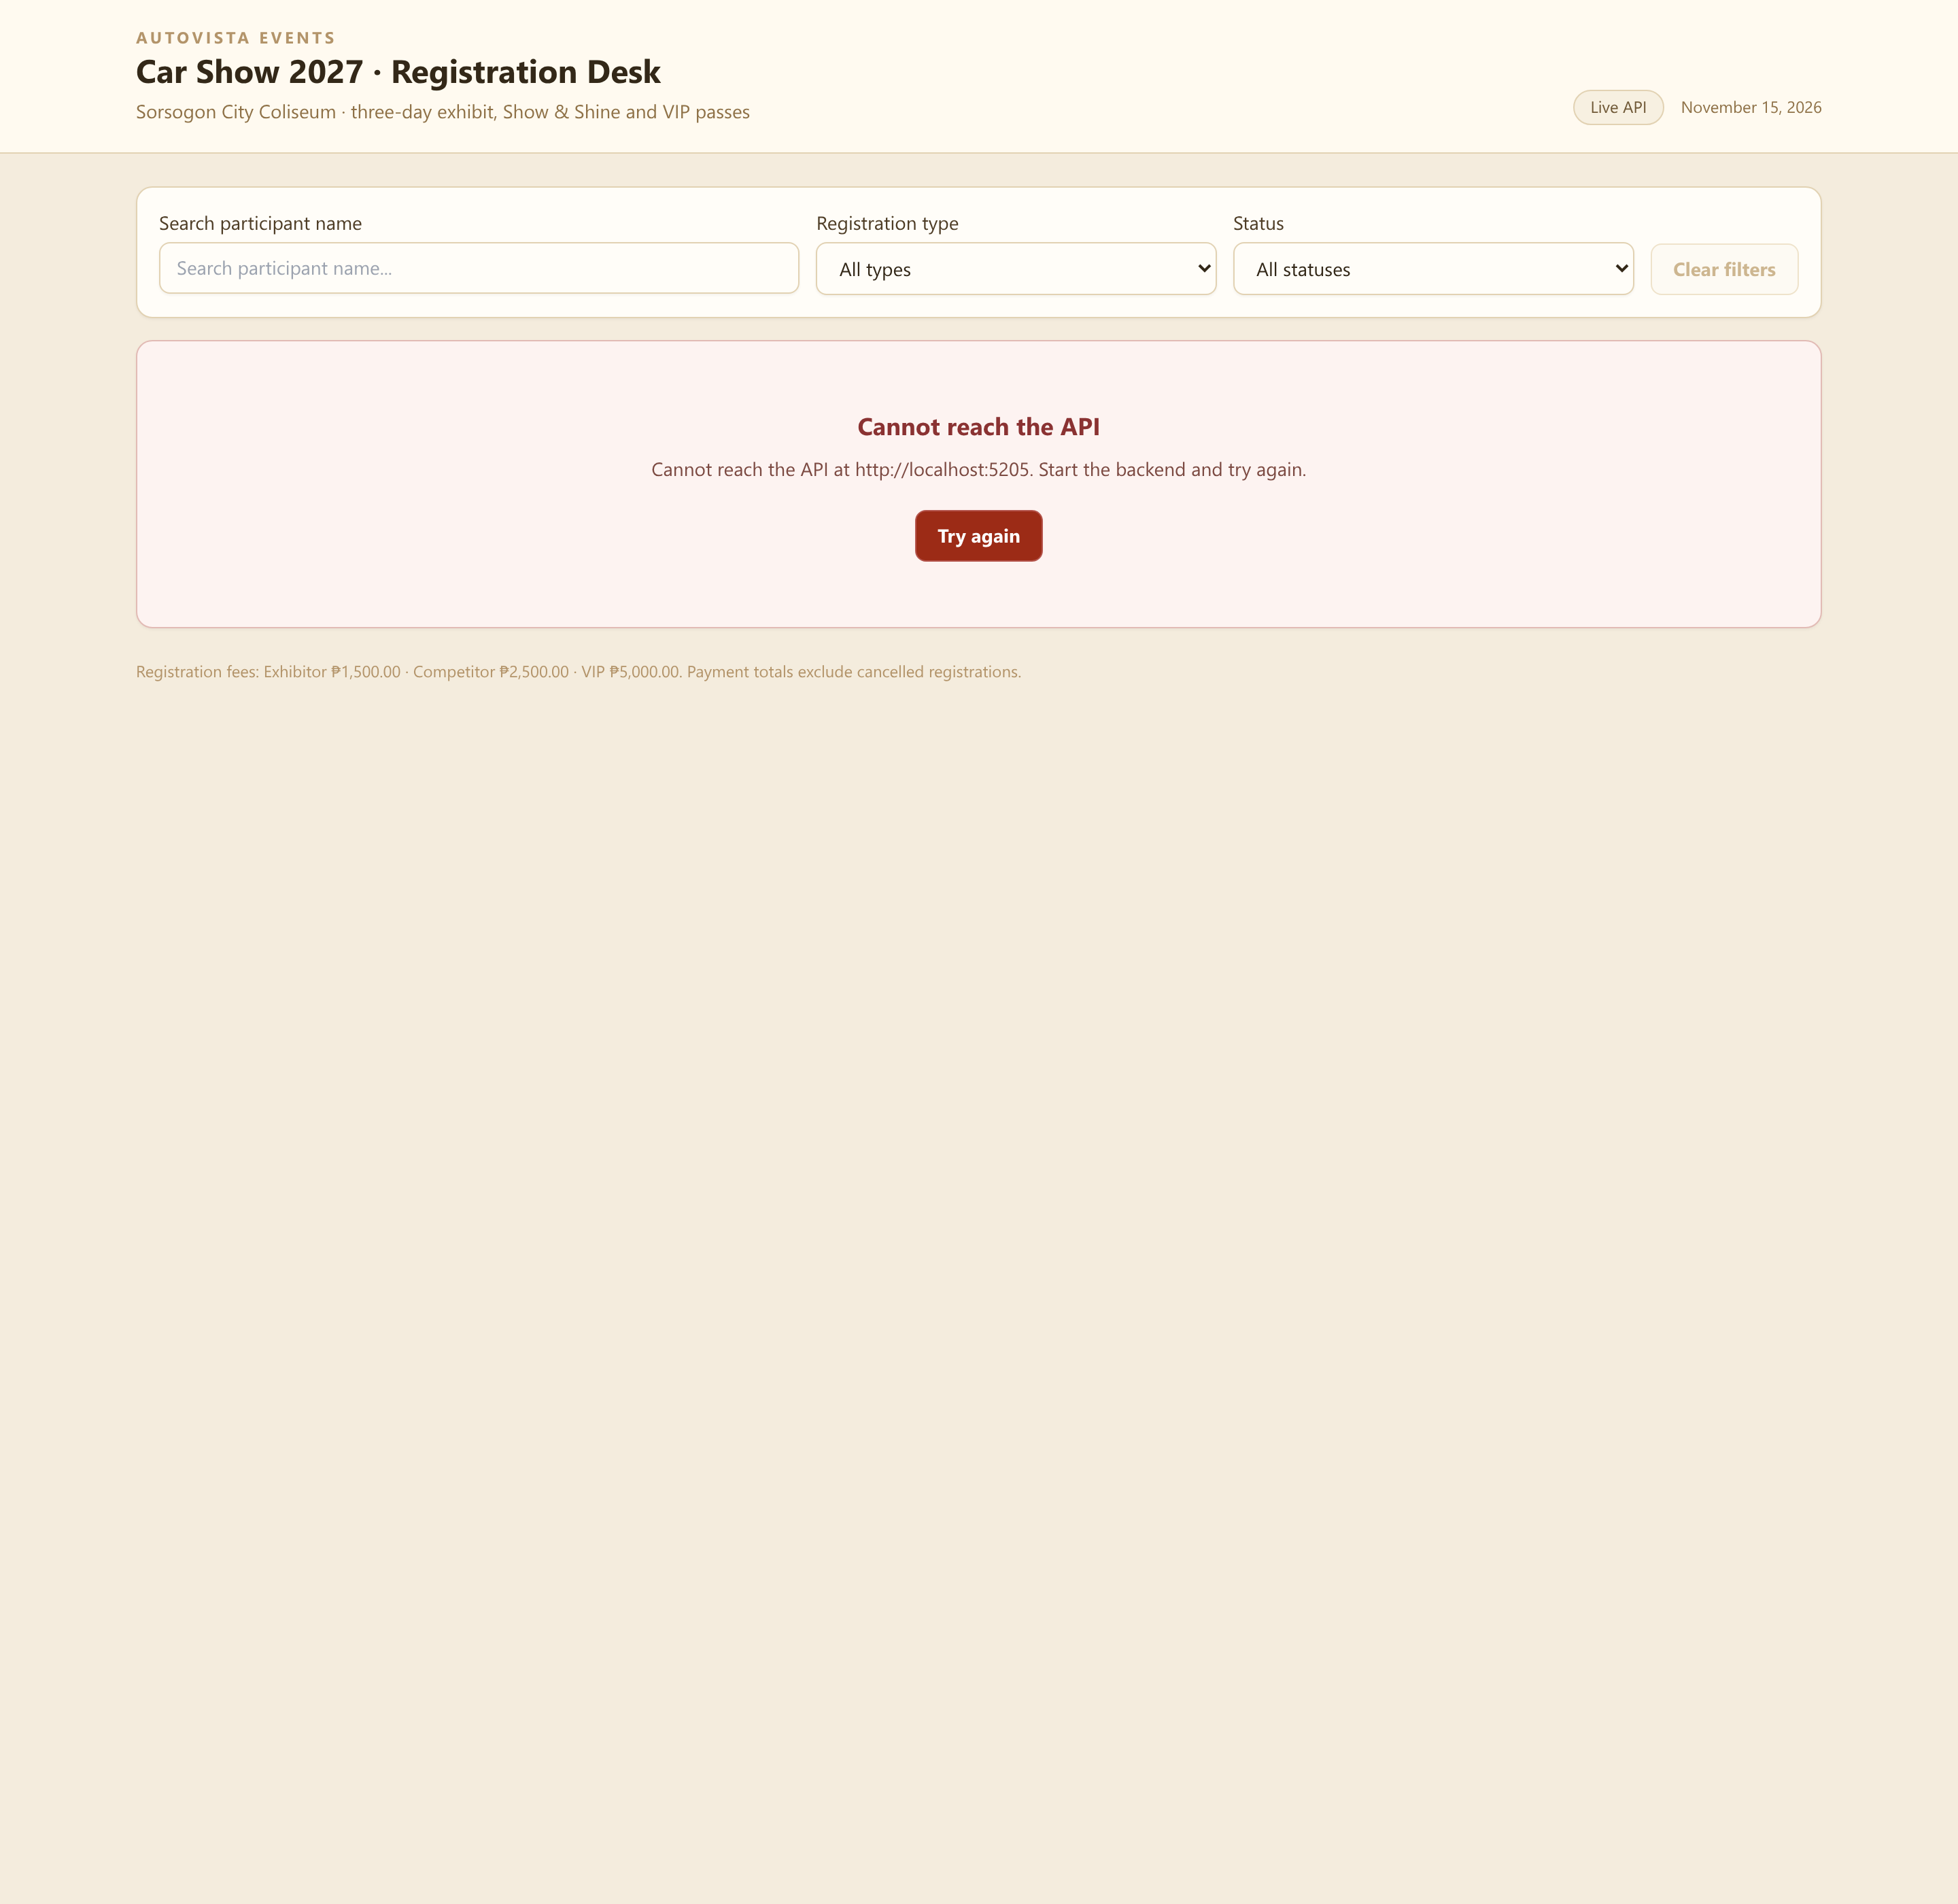 AUTOVISTA EVENTS
Car Show 2027 · Registration Desk
Sorsogon City Coliseum · three-day exhibit, Show & Shine and VIP passes
Live API
November 15, 2026
Search participant name
Registration type
Status
Search participant name...
All types
All statuses
Clear filters
Cannot reach the API
Cannot reach the API at http://localhost:5205. Start the backend and try again.
Try again
Registration fees: Exhibitor ₱1,500.00 · Competitor ₱2,500.00 · VIP ₱5,000.00. Payment totals exclude cancelled registrations.